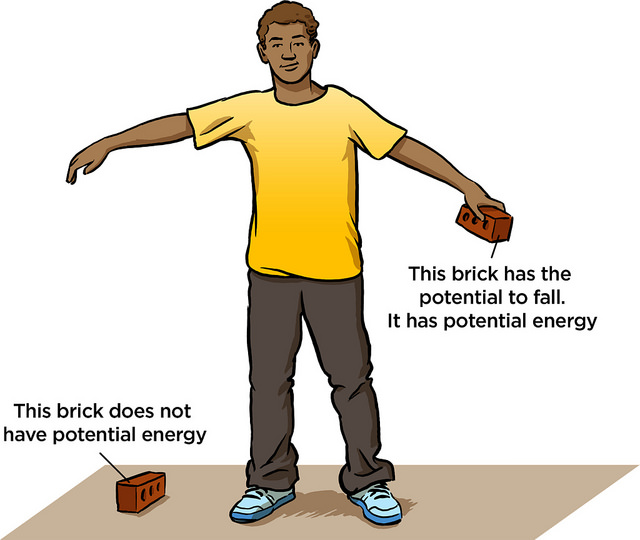 This brick has the
potential to fall.
It has potential energy
This brick does not
have potential energy